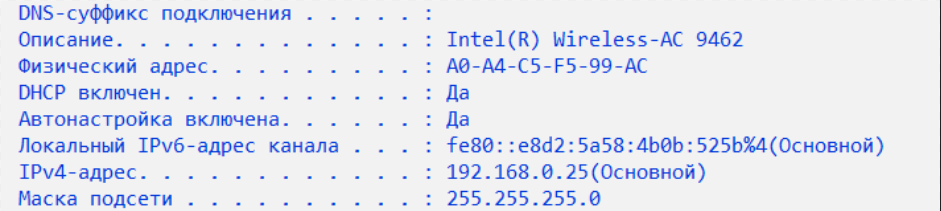 DNS-суффикс подключения . . . . . :
Описание. . . . . . . . . . . . . : Intel(R) Wireless-AC 9462
Физический адрес. . . . . . . . . : A0-A4-C5-F5-99-AC
DHCP включен. . . . . . . . . . . : Да
Автонастройка включена. . . . . . : Да
Локальный IPv6-адрес канала . . . : fe80::e8d2:5a58:4b0b:525b%4(Основной)
IPv4-адрес. . . . . . . . . . . . : 192.168.0.25(Основной)
Маска подсети . . . . . . . . . . : 255.255.255.0